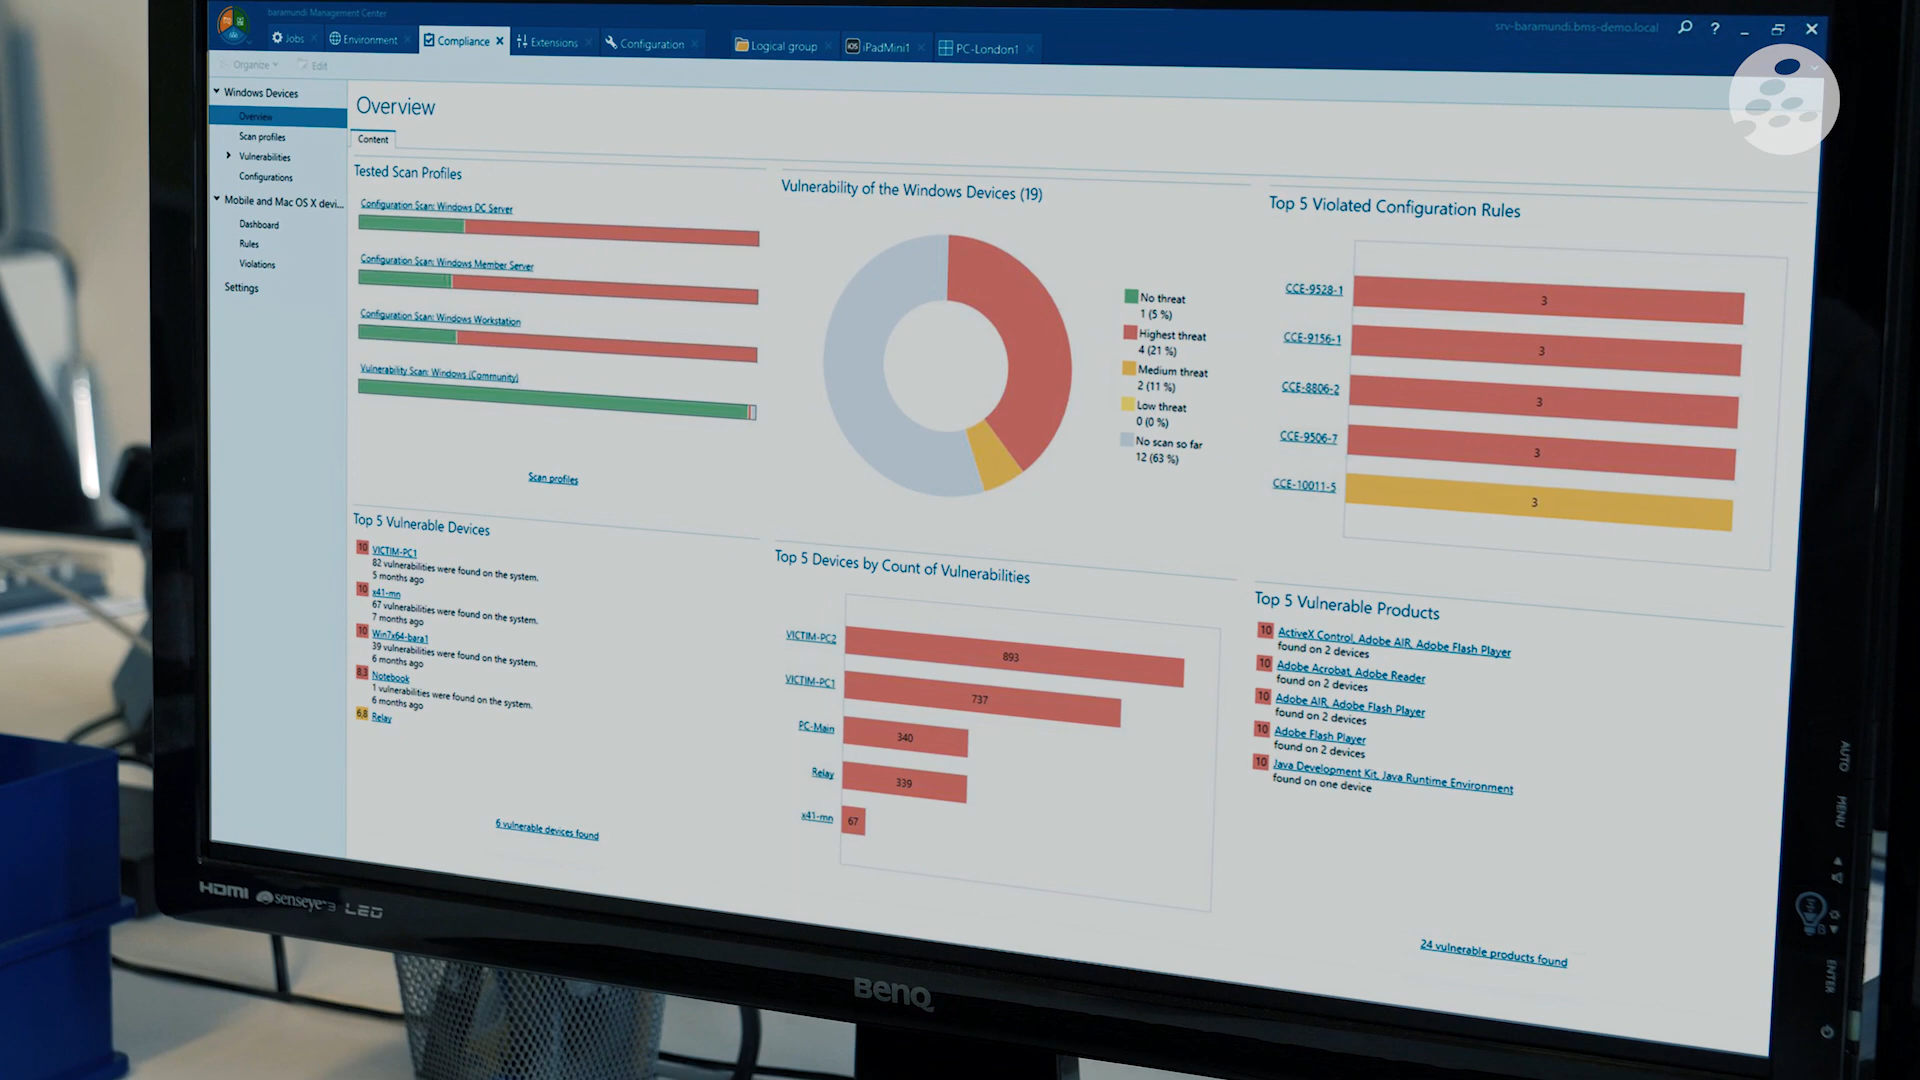 baramundi Management Center
srv-baramundi.bms-demo.local
Jobs
Environment
Compliance
Extensions
Configuration
Logical group
iPadMini1
PC-London1
Organize
Edit
Windows Devices
Overview
Scan profiles
Vulnerabilities
Configurations
Mobile and Mac OS X devi...
Dashboard
Rules
Violations
Settings
Overview
Content
Tested Scan Profiles
Configuration Scan: Windows DC Server
Configuration Scan: Windows Member Server
Configuration Scan: Windows Workstation
Vulnerability Scan: Windows (Community)
Scan profiles
Vulnerability of the Windows Devices (19)
No threat
1 (5 %)
Highest threat
4 (21 %)
Medium threat
2 (11 %)
Low threat
0 (0 %)
No scan so far
12 (63 %)
Top 5 Violated Configuration Rules
CCE-9528-1 3
CCE-9156-1 3
CCE-8806-2 3
CCE-9506-7 3
CCE-10011-5 3
Top 5 Vulnerable Devices
10 VICTIM-PC1
82 vulnerabilities were found on the system.
5 months ago
10 x41-mn
67 vulnerabilities were found on the system.
7 months ago
10 Win7x64-bara1
39 vulnerabilities were found on the system.
6 months ago
8,3 Notebook
1 vulnerabilities were found on the system.
6 months ago
6,8 Relay
6 vulnerable devices found
Top 5 Devices by Count of Vulnerabilities
VICTIM-PC2 893
VICTIM-PC1 737
PC-Main 340
Relay 339
x41-mn 67
Top 5 Vulnerable Products
10 ActiveX Control, Adobe AIR, Adobe Flash Player
found on 2 devices
10 Adobe Acrobat, Adobe Reader
found on 2 devices
10 Adobe AIR, Adobe Flash Player
found on 2 devices
10 Adobe Flash Player
found on 2 devices
10 Java Development Kit, Java Runtime Environment
found on one device
24 vulnerable products found
HDMI senseye3 LED
BenQ
AUTO
MENU
ENTER